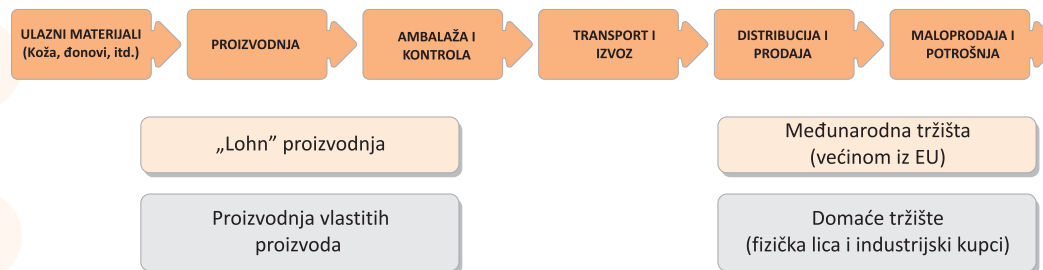 ULAZNI MATERIJALI
(Koža, đonovi, itd.)
PROIZVODNJA
AMBALAŽA I
KONTROLA
TRANSPORT I
IZVOZ
DISTRIBUCIJA I
PRODAJA
MALOPRODAJA I
POTROŠNJA
„Lohn” proizvodnja
Međunarodna tržišta
(većinom iz EU)
Proizvodnja vlastitih
proizvoda
Domaće tržište
(fizička lica i industrijski kupci)